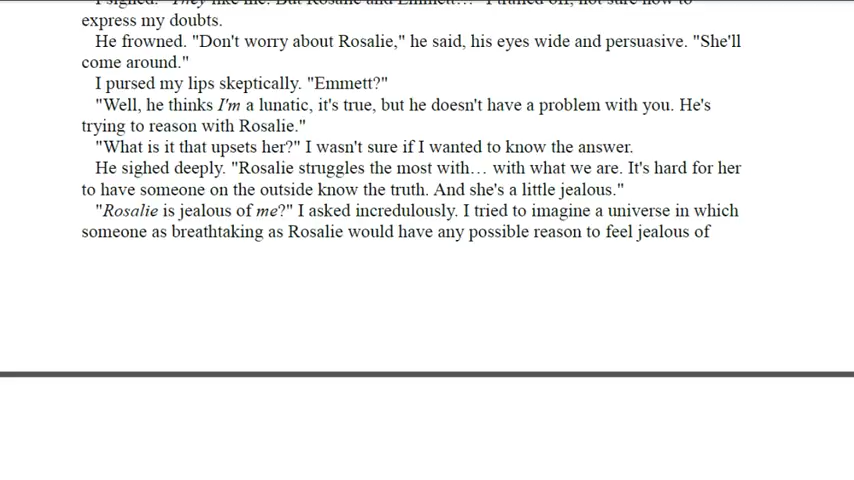 express my doubts.
He frowned. "Don't worry about Rosalie," he said, his eyes wide and persuasive. "She'll
come around."
I pursed my lips skeptically. "Emmett?"
"Well, he thinks I'm a lunatic, it's true, but he doesn't have a problem with you. He's
trying to reason with Rosalie."
"What is it that upsets her?" I wasn't sure if I wanted to know the answer.
He sighed deeply. "Rosalie struggles the most with… with what we are. It's hard for her
to have someone on the outside know the truth. And she's a little jealous."
"Rosalie is jealous of me?" I asked incredulously. I tried to imagine a universe in which
someone as breathtaking as Rosalie would have any possible reason to feel jealous of